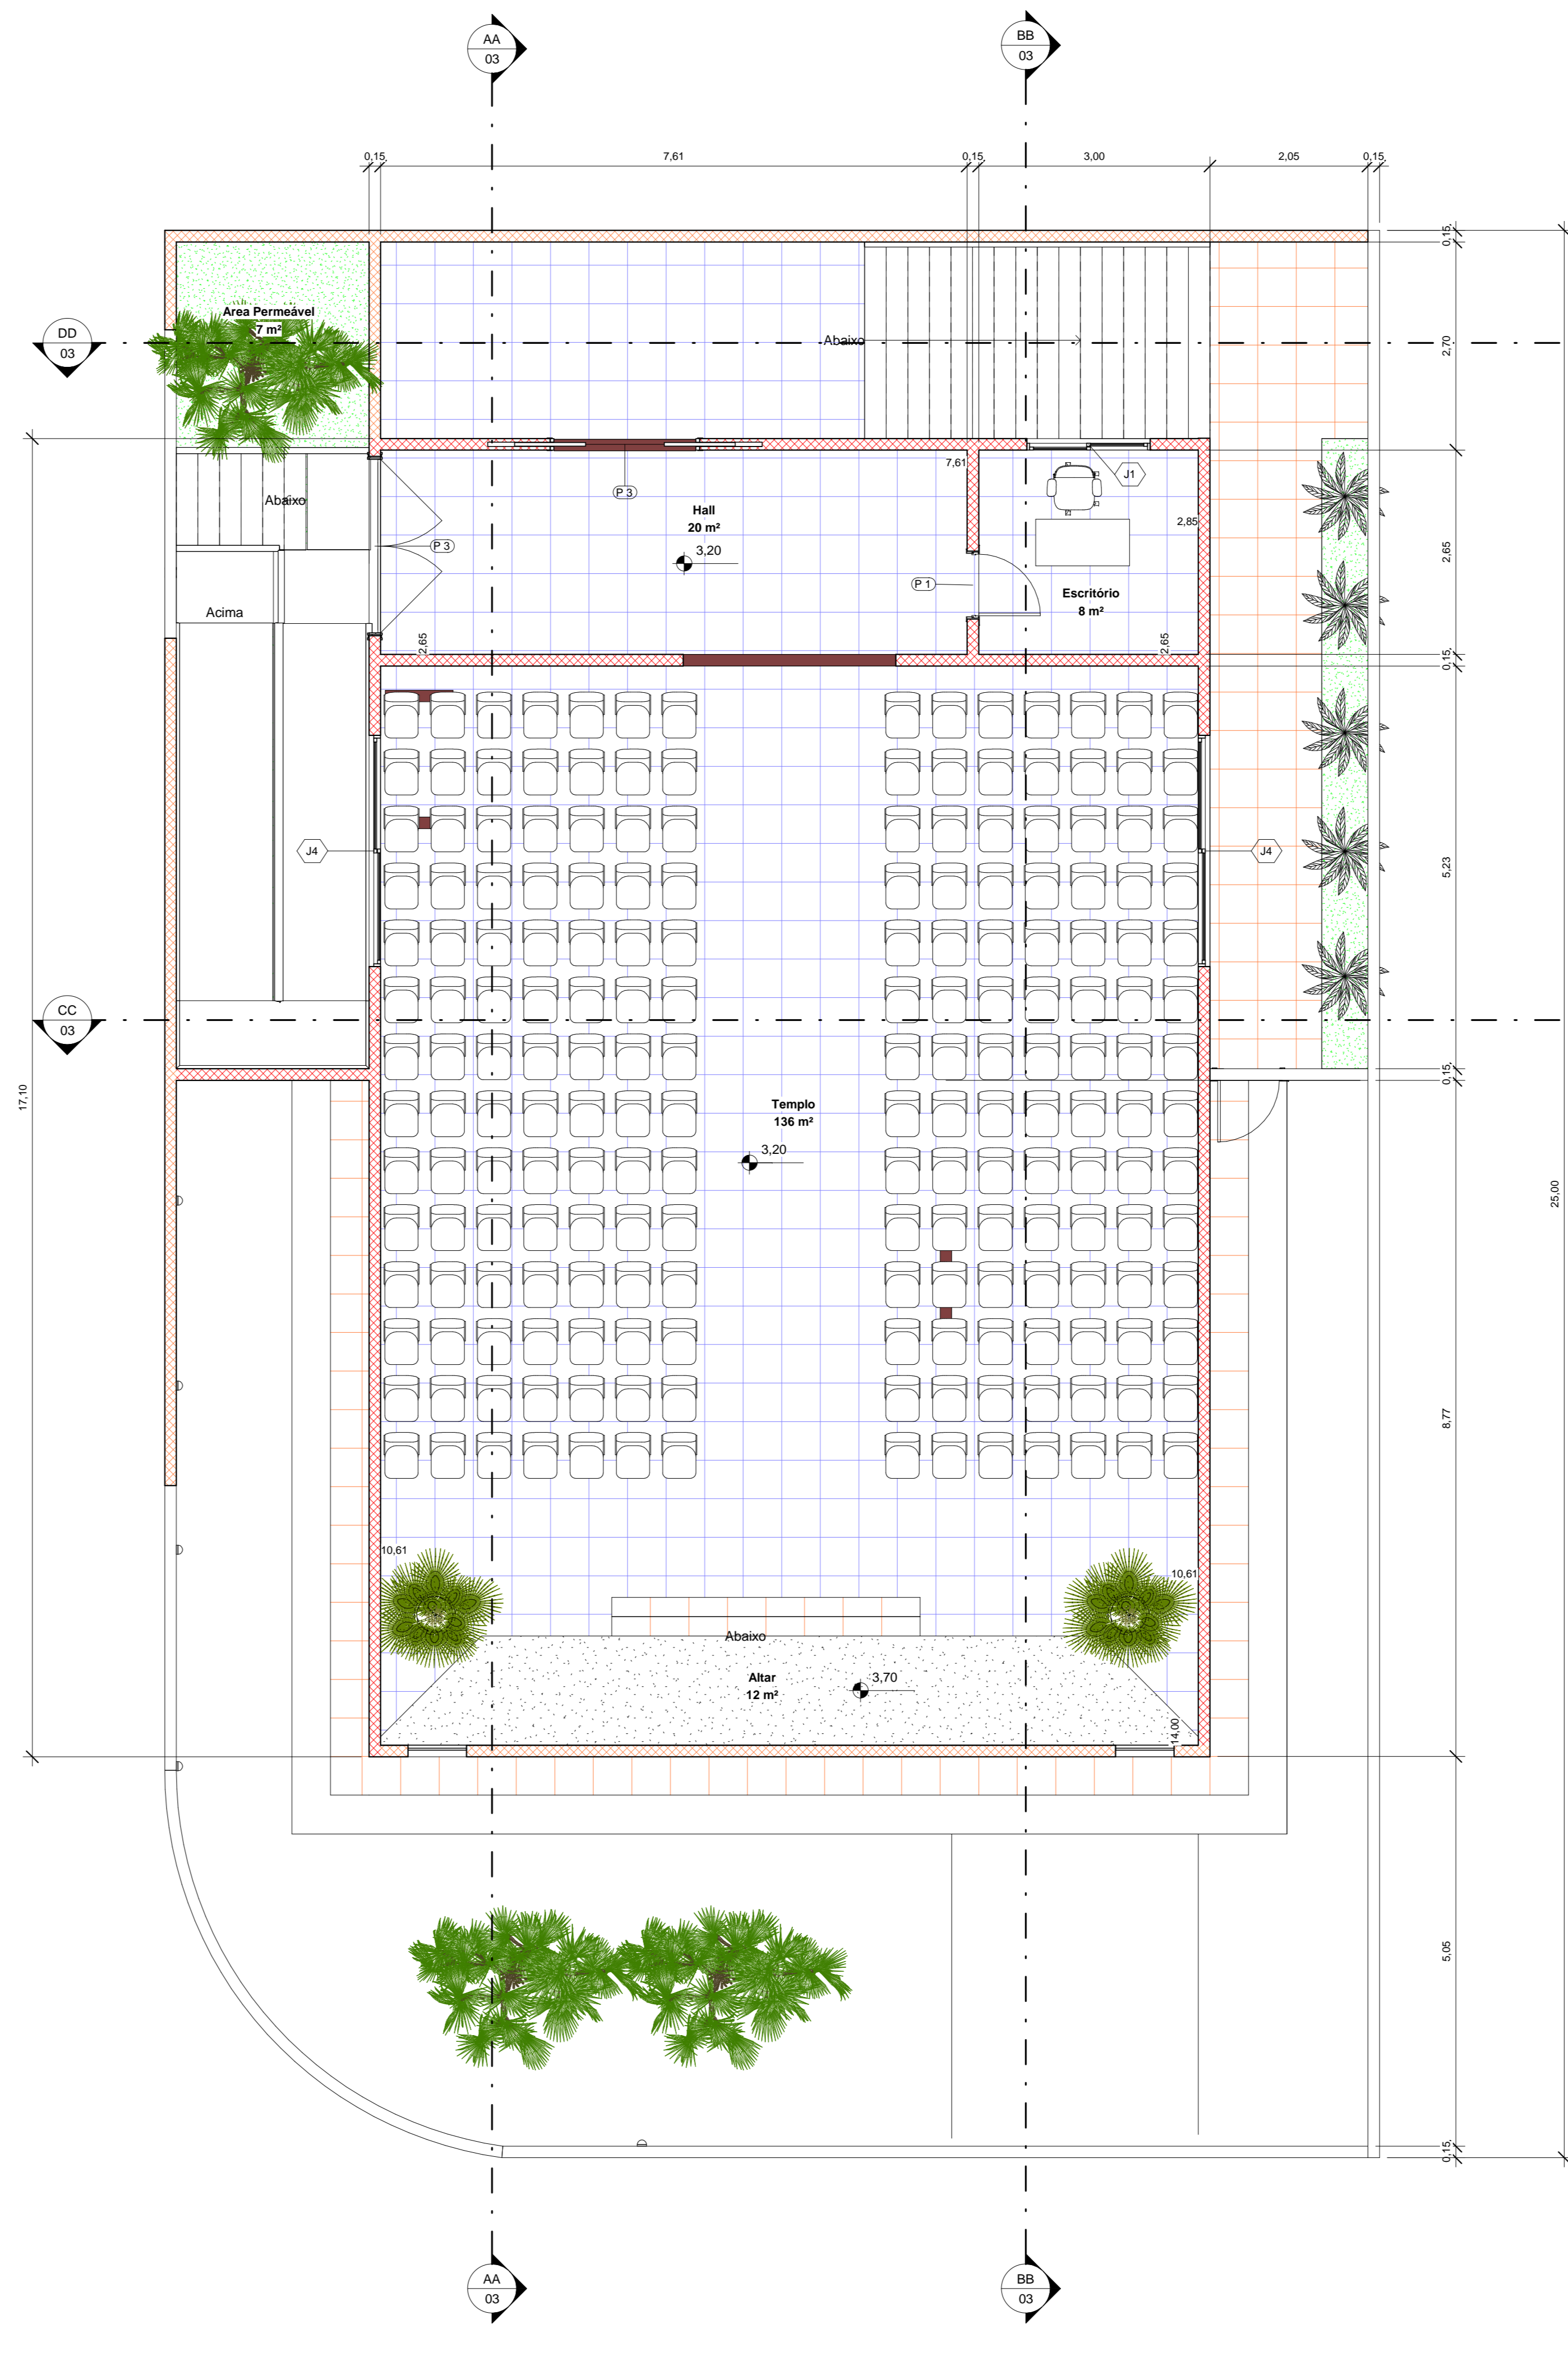 AA
03
BB
03
0,15
7,61
0,15
3,00
2,05
0,15
0,15
Area Permeável
7 m²
DD
03
Abaixo
2,70
7,61
J1
Abaixo
P 3
Hall
20 m²
2,85
P 3
3,20
2,65
P 1
Escritório
8 m²
Acima
2,65
2,65
0,15
J4
J4
5,23
CC
03
0,15
17,10
Templo
136 m²
3,20
25,00
8,77
10,61
10,61
Abaixo
Altar
12 m²
3,70
14,00
5,05
0,15
AA
03
BB
03